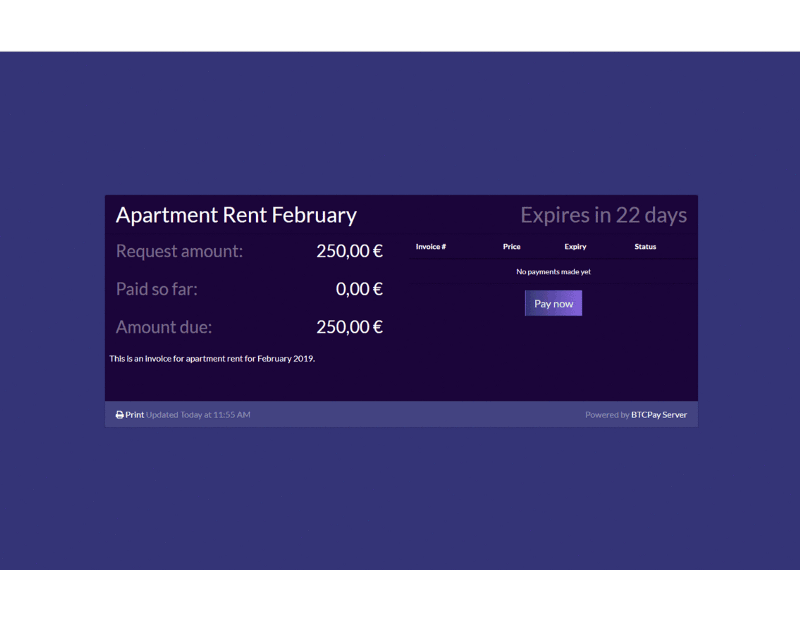 Apartment Rent February
Expires in 22 days
Request amount: 250,00 €
Paid so far: 0,00 €
Amount due: 250,00 €
This is an invoice for apartment rent for February 2019.
Invoice # Price Expiry Status
No payments made yet
Pay now
Print Updated Today at 11:55 AM
Powered by BTCPay Server